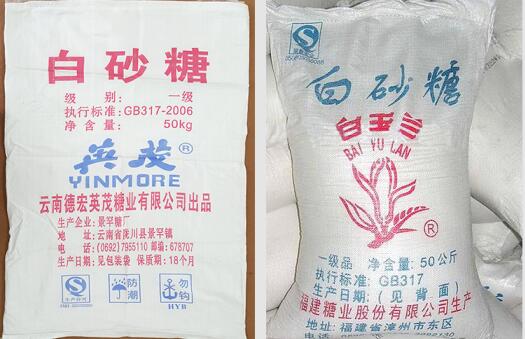 白砂糖
级 别: 一级
执行标准: GB317-2006
净含量: 50kg
英茂®
YINMORE
云南德宏英茂糖业有限公司出品
生产企业: 景罕糖厂
地 址: 云南省陇川县景罕镇
电 话: (0692)7955110 邮编: 678707
生产日期: 见包装袋 保质期: 18个月
防潮
勿钩
HYB
白砂糖
白玉兰
BAI YU LAN
®
一级品 净含量: 50公斤
执行标准: GB317
生产日期: (见背面)
福建糖业股份有限公司生产
地址: 福建省漳州市东区